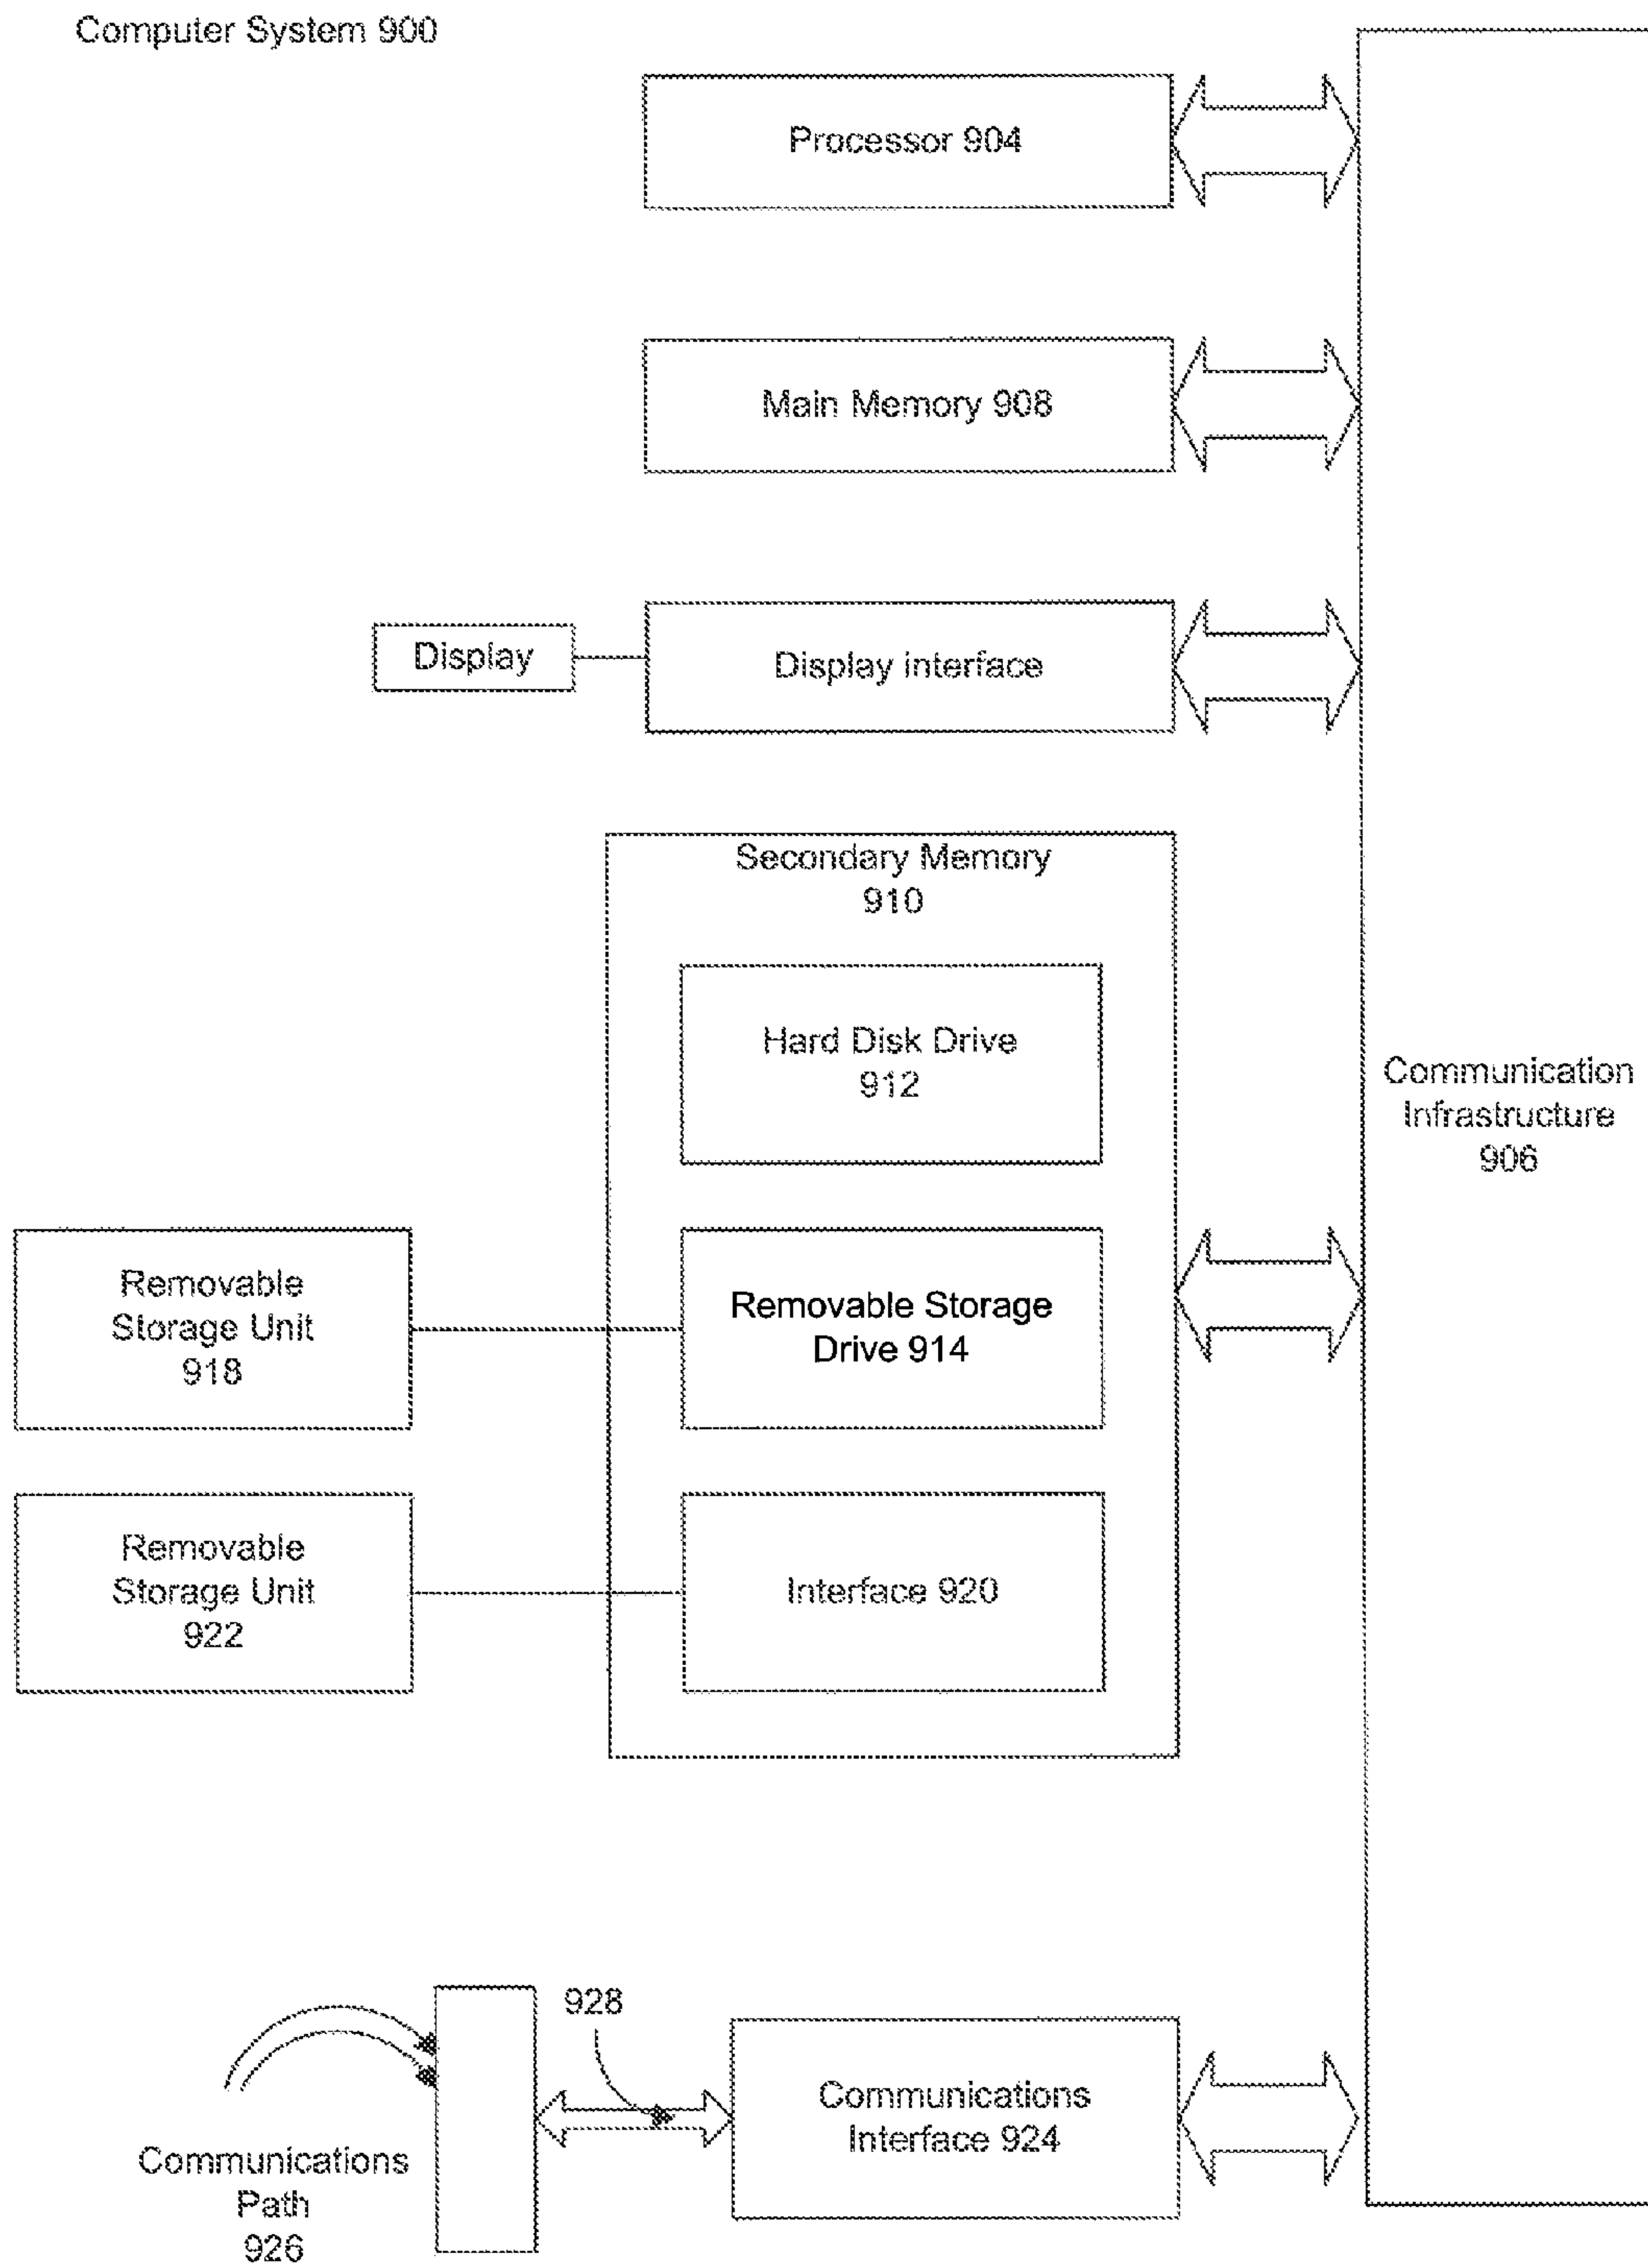 Computer System 900
Processor 904
Main Memory 908
Display
Display interface
Secondary Memory
910
Hard Disk Drive
912
Communication
Infrastructure
906
Removable
Storage Unit
918
Removable Storage
Drive 914
Removable
Storage Unit
922
Interface 920
928
Communications
Interface 924
Communications
Path
926